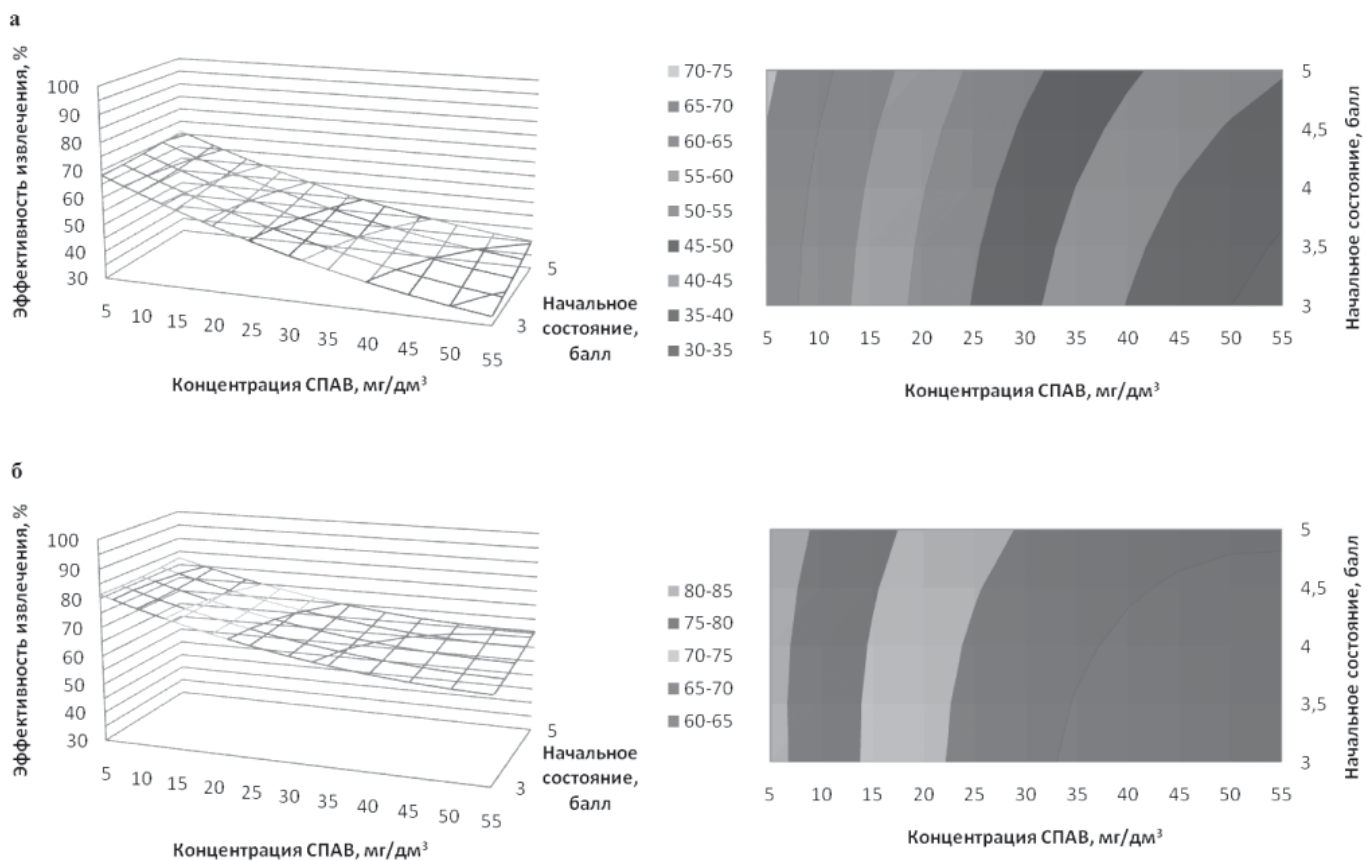 а
Эффективность извлечения, %
100
90
80
70
60
50
40
30
5 10 15 20 25 30 35 40 45 50 55
3
5
Начальное
состояние,
балл
Концентрация СПАВ, мг/дм³
70-75
65-70
60-65
55-60
50-55
45-50
40-45
35-40
30-35
5
4,5
4
3,5
3
Начальное состояние, балл
5 10 15 20 25 30 35 40 45 50 55
Концентрация СПАВ, мг/дм³
б
Эффективность извлечения, %
100
90
80
70
60
50
40
30
5 10 15 20 25 30 35 40 45 50 55
3
5
Начальное
состояние,
балл
Концентрация СПАВ, мг/дм³
80-85
75-80
70-75
65-70
60-65
5
4,5
4
3,5
3
Начальное состояние, балл
5 10 15 20 25 30 35 40 45 50 55
Концентрация СПАВ, мг/дм³